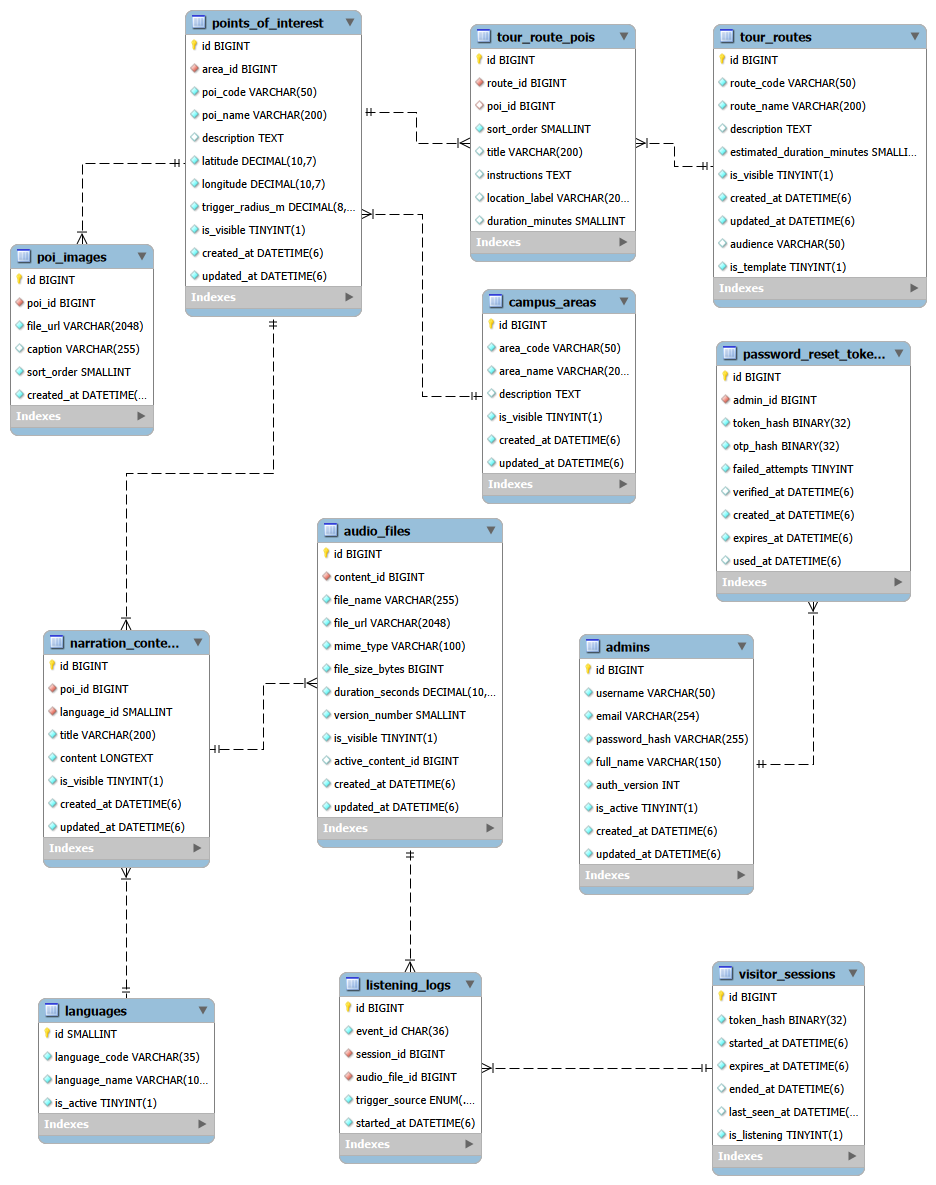 points_of_interest
id BIGINT
area_id BIGINT
poi_code VARCHAR(50)
poi_name VARCHAR(200)
description TEXT
latitude DECIMAL(10,7)
longitude DECIMAL(10,7)
trigger_radius_m DECIMAL(8,...
is_visible TINYINT(1)
created_at DATETIME(6)
updated_at DATETIME(6)
Indexes
tour_route_pois
id BIGINT
route_id BIGINT
poi_id BIGINT
sort_order SMALLINT
title VARCHAR(200)
instructions TEXT
location_label VARCHAR(20...
duration_minutes SMALLINT
Indexes
tour_routes
id BIGINT
route_code VARCHAR(50)
route_name VARCHAR(200)
description TEXT
estimated_duration_minutes SMALLI...
is_visible TINYINT(1)
created_at DATETIME(6)
updated_at DATETIME(6)
audience VARCHAR(50)
is_template TINYINT(1)
Indexes
poi_images
id BIGINT
poi_id BIGINT
file_url VARCHAR(2048)
caption VARCHAR(255)
sort_order SMALLINT
created_at DATETIME(...
Indexes
campus_areas
id BIGINT
area_code VARCHAR(50)
area_name VARCHAR(20...
description TEXT
is_visible TINYINT(1)
created_at DATETIME(6)
updated_at DATETIME(6)
Indexes
password_reset_toke...
id BIGINT
admin_id BIGINT
token_hash BINARY(32)
otp_hash BINARY(32)
failed_attempts TINYINT
verified_at DATETIME(6)
created_at DATETIME(6)
expires_at DATETIME(6)
used_at DATETIME(6)
Indexes
audio_files
id BIGINT
content_id BIGINT
file_name VARCHAR(255)
file_url VARCHAR(2048)
mime_type VARCHAR(100)
file_size_bytes BIGINT
duration_seconds DECIMAL(10,...
version_number SMALLINT
is_visible TINYINT(1)
active_content_id BIGINT
created_at DATETIME(6)
updated_at DATETIME(6)
Indexes
narration_conte...
id BIGINT
poi_id BIGINT
language_id SMALLINT
title VARCHAR(200)
content LONGTEXT
is_visible TINYINT(1)
created_at DATETIME(6)
updated_at DATETIME(6)
Indexes
admins
id BIGINT
username VARCHAR(50)
email VARCHAR(254)
password_hash VARCHAR(255)
full_name VARCHAR(150)
auth_version INT
is_active TINYINT(1)
created_at DATETIME(6)
updated_at DATETIME(6)
Indexes
languages
id SMALLINT
language_code VARCHAR(35)
language_name VARCHAR(10...
is_active TINYINT(1)
Indexes
listening_logs
id BIGINT
event_id CHAR(36)
session_id BIGINT
audio_file_id BIGINT
trigger_source ENUM(...
started_at DATETIME(6)
Indexes
visitor_sessions
id BIGINT
token_hash BINARY(32)
started_at DATETIME(6)
expires_at DATETIME(6)
ended_at DATETIME(6)
last_seen_at DATETIME(...
is_listening TINYINT(1)
Indexes